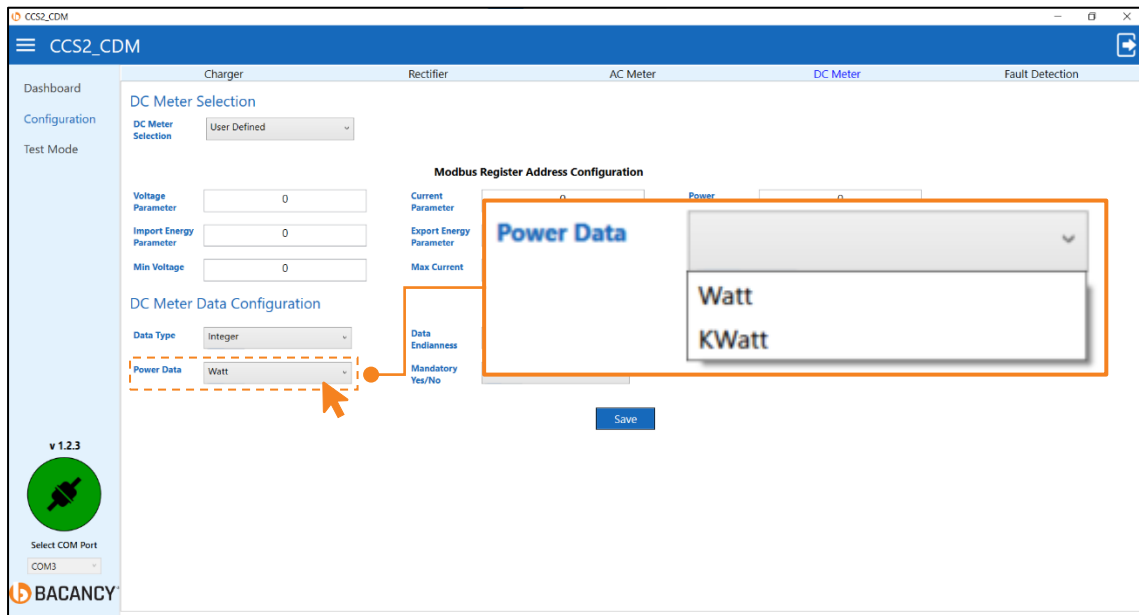 CCS2_CDM
CCS2_CDM
Dashboard
Configuration
Test Mode
Charger
Rectifier
AC Meter
DC Meter
Fault Detection
DC Meter Selection
DC Meter
Selection
User Defined
Modbus Register Address Configuration
Voltage
Parameter
0
Current
Parameter
Power
Import Energy
Parameter
0
Export Energy
Parameter
Min Voltage
0
Max Current
Power Data
Watt
KWatt
DC Meter Data Configuration
Data Type
Integer
Data
Endianness
Power Data
Watt
Mandatory
Yes/No
Save
v 1.2.3
Select COM Port
COM3
BACANCY